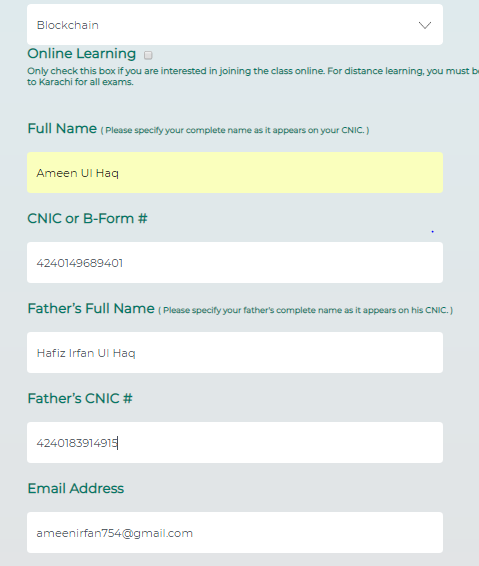 Blockchain
Online Learning
Only check this box if you are interested in joining the class online. For distance learning, you must
to Karachi for all exams.
Full Name ( Please specify your complete name as it appears on your CNIC. )
Ameen Ul Haq
CNIC or B-Form #
4240149689401
Father's Full Name ( Please specify your father's complete name as it appears on his CNIC. )
Hafiz Irfan Ul Haq
Father's CNIC #
4240183914915
Email Address
ameenirfan754@gmail.com